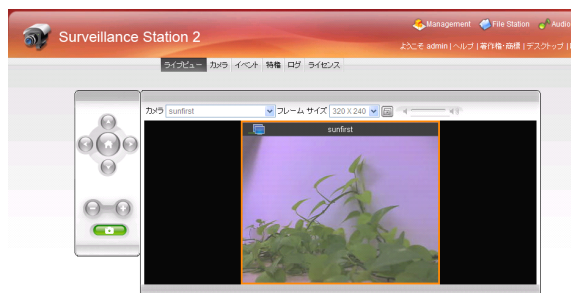 Management File Station Audio
Surveillance Station 2
ようこそ admin | ヘルプ | 著作権・商標 | デスクトップ |
ライブビュー カメラ イベント 特権 ログ ライセンス
カメラ sunfirst フレーム サイズ 320 X 240
sunfirst